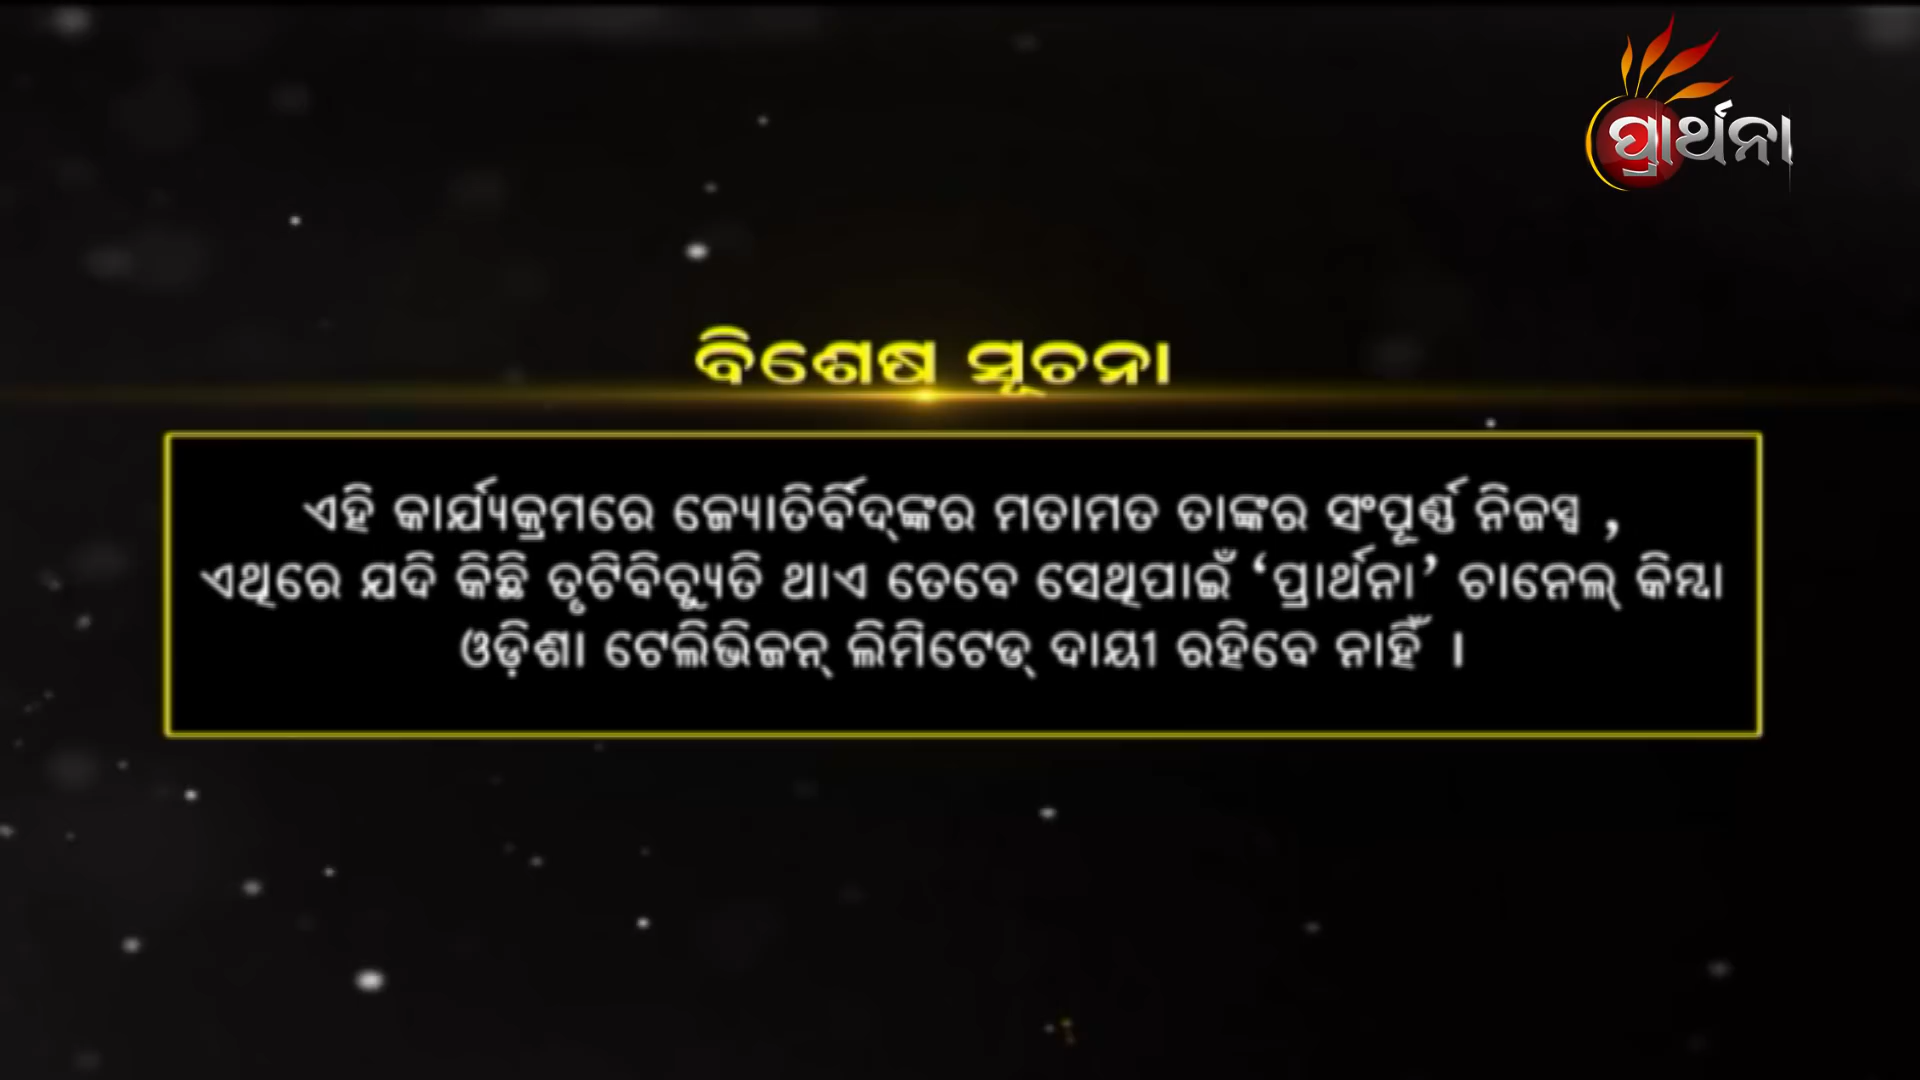 ପ୍ରାର୍ଥନା
ବିଶେଷ ସୂଚନା
ଏହି କାର୍ଯ୍ୟକ୍ରମରେ ଜ୍ୟୋତିର୍ବିଦ୍‌ଙ୍କର ମତାମତ ତାଙ୍କର ସଂପୂର୍ଣ୍ଣ ନିଜସ୍ୱ ,
ଏଥିରେ ଯଦି କିଛି ତୃଟିବିଚ୍ୟୁତି ଥାଏ ତେବେ ସେଥିପାଇଁ ‘ପ୍ରାର୍ଥନା’ ଚାନେଲ୍ କିମ୍ବା
ଓଡ଼ିଶା ଟେଲିଭିଜନ୍ ଲିମିଟେଡ୍ ଦାୟୀ ରହିବେ ନାହିଁ ।